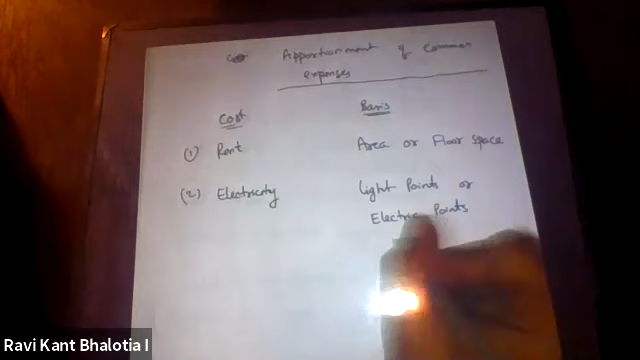 Apportionment of common
expenses
Cost Basis
(1) Rent Area or Floor space
(2) Electricity Light Points or
Electric Points
Ravi Kant Bhalotia I